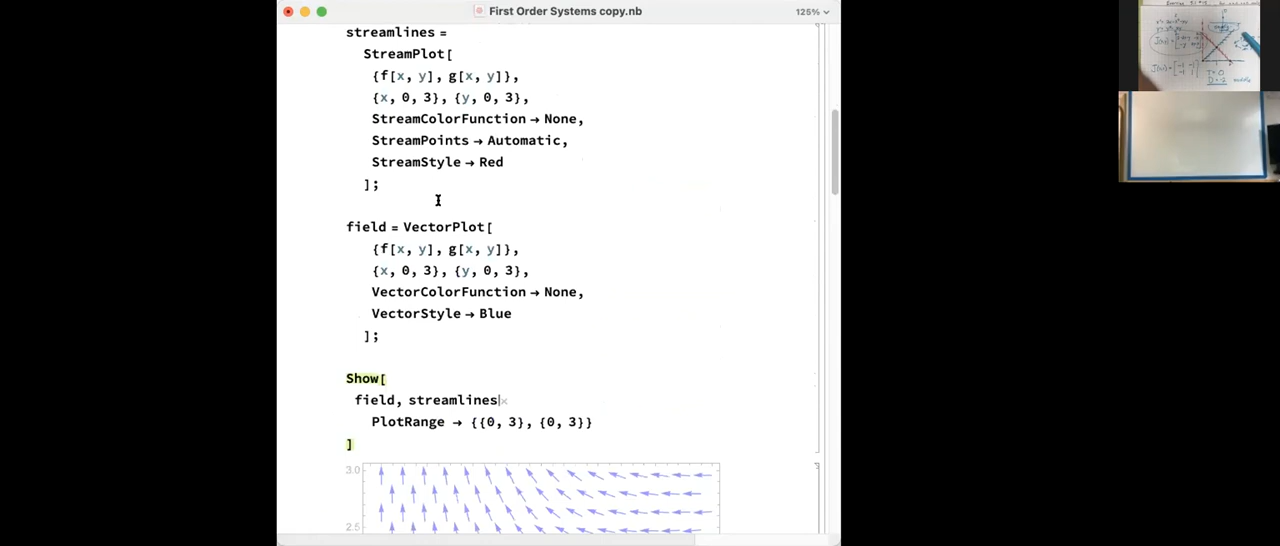 First Order Systems copy.nb
125%
streamlines =
StreamPlot[
{f[x, y], g[x, y]},
{x, 0, 3}, {y, 0, 3},
StreamColorFunction → None,
StreamPoints → Automatic,
StreamStyle → Red
];
field = VectorPlot[
{f[x, y], g[x, y]},
{x, 0, 3}, {y, 0, 3},
VectorColorFunction → None,
VectorStyle → Blue
];
Show[
field, streamlines
PlotRange → {{0, 3}, {0, 3}}
]
3.0
2.5